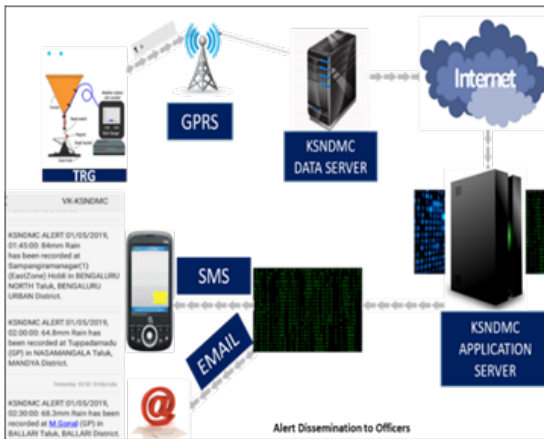 GPRS
Internet
KSNDMC
DATA SERVER
TRG
VK-KSNDMC
KSNDMC ALERT:01/05/2019,
01:45:00: 84mm Rain
has been recorded at
Sampangiramanagar(1)
(EastZone) Hobli in BENGALURU
NORTH Taluk, BENGALURU
URBAN District.
KSNDMC ALERT:01/05/2019,
02:00:00: 64.8mm Rain has
been recorded at Tuppadamadu
(GP) in NAGAMANGALA Taluk,
MANDYA District.
KSNDMC ALERT:01/05/2019,
02:30:00: 68.3mm Rain has been
recorded at M.Gonal (GP) in
BALLARI Taluk, BALLARI District.
SMS
EMAIL
@
KSNDMC
APPLICATION
SERVER
Alert Dissemination to Officers